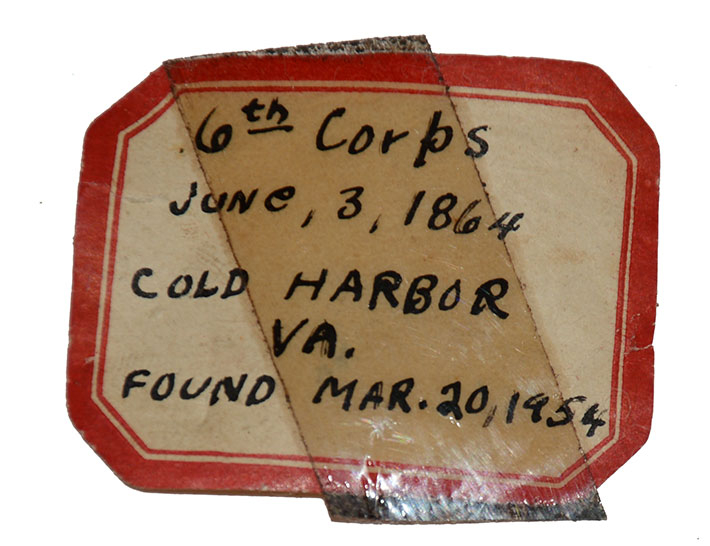 6th Corps
JUNe, 3, 1864
COLD HARBOR
VA.
FOUND MAR. 20, 1954